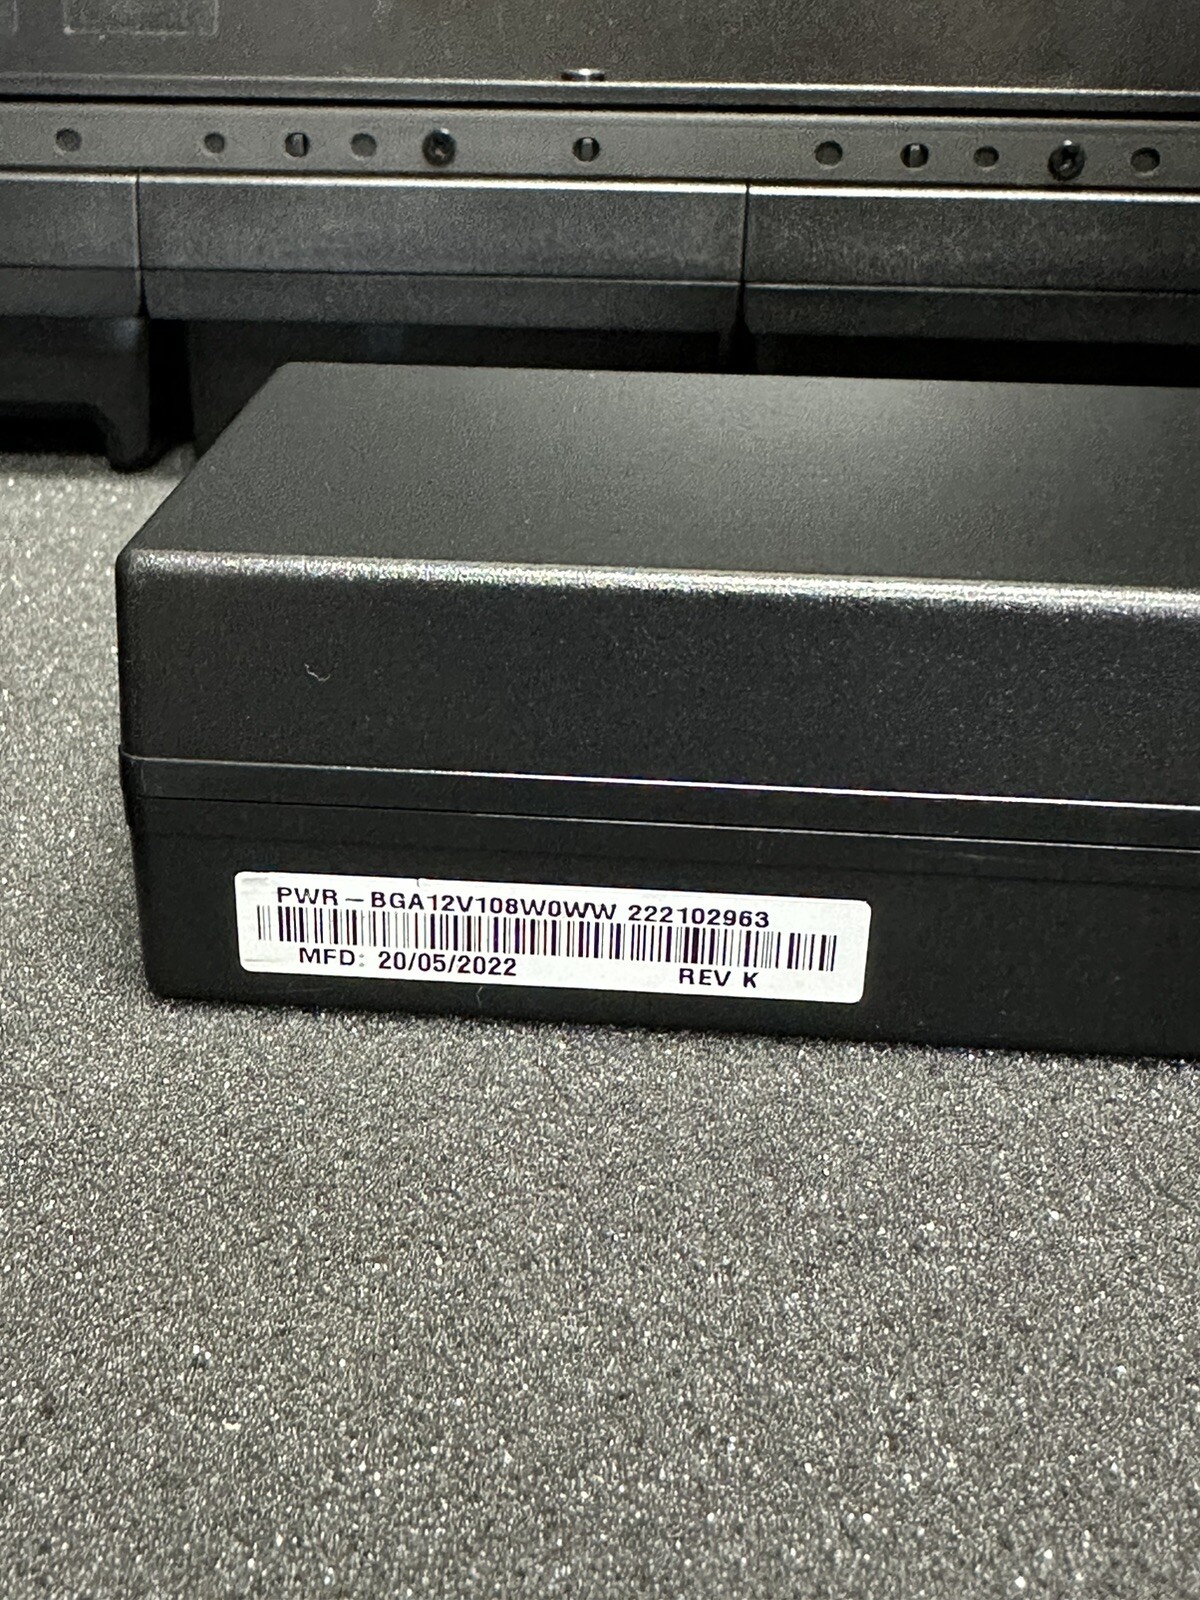 PWR-BGA12V108W0WW 222102963
MFD: 20/05/2022 REV K